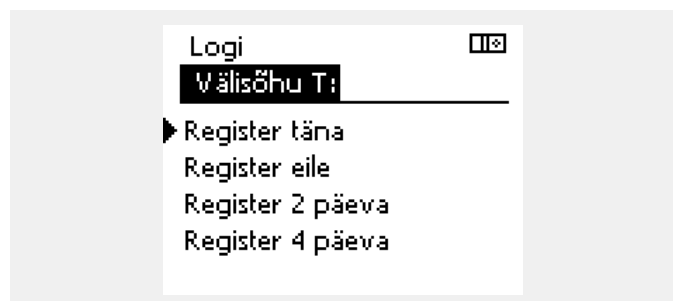 Logi
Välisõhu T:
Register täna
Register eile
Register 2 päeva
Register 4 päeva